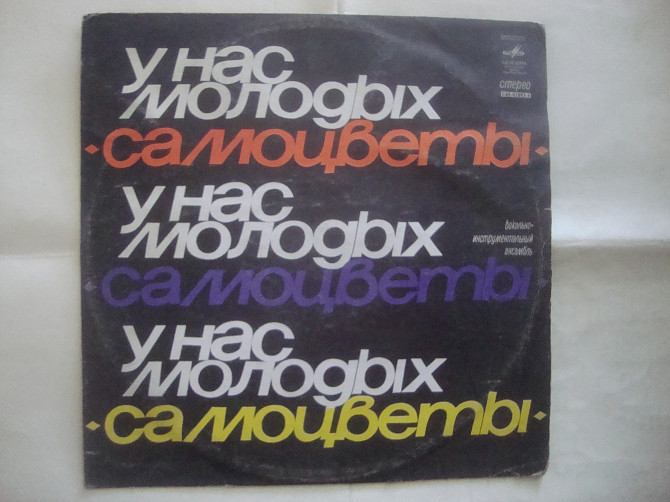 у нас
молодых
самоцветы
стерео
у нас
молодых
вокально-
инструментальный
ансамбль
самоцветы
у нас
молодых
самоцветы